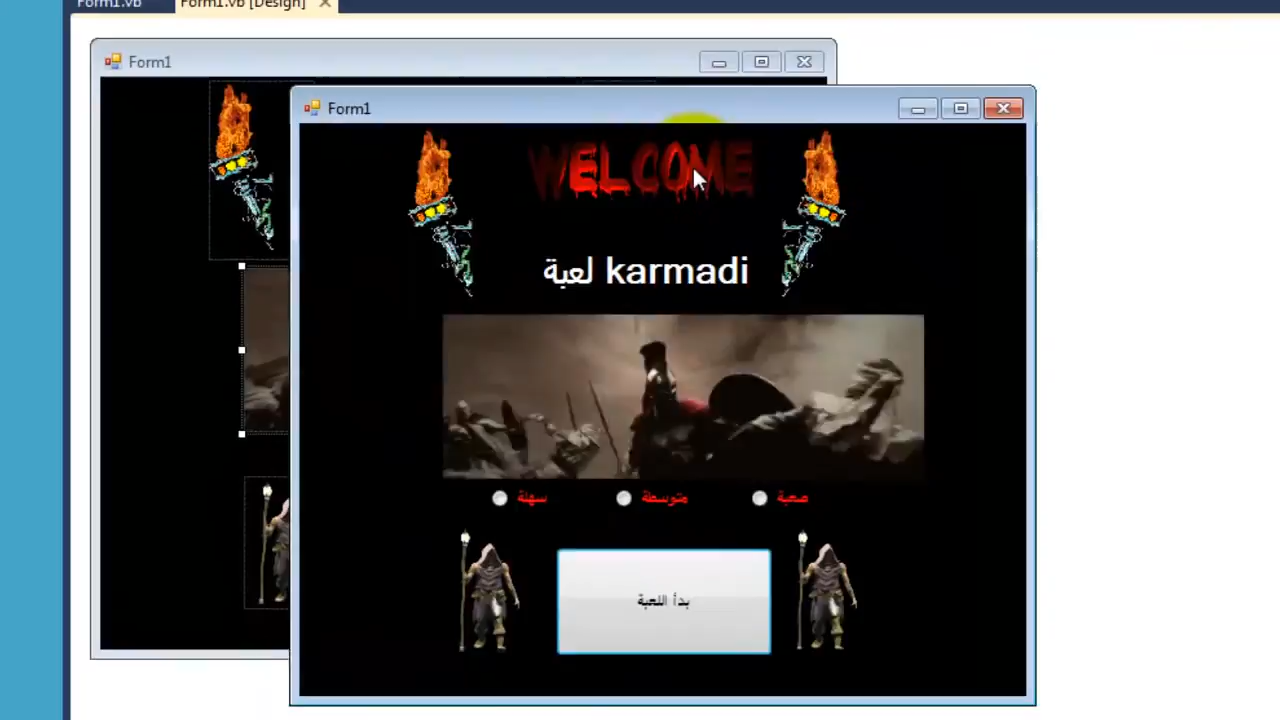 Form1.vb
Form1.vb [Design]
Form1
Form1
WELCOME
لعبة karmadi
سهلة
متوسطة
صعبة
بدأ اللعبة